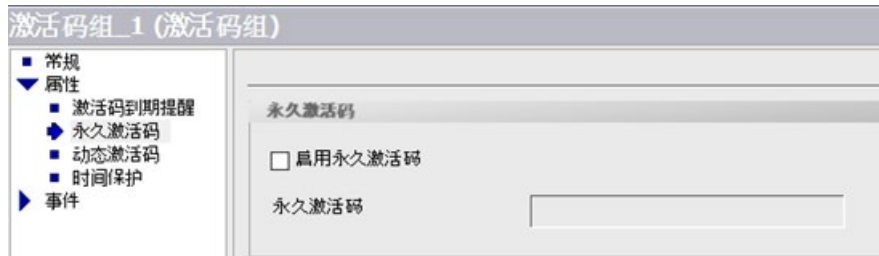 激活码组_1 (激活码组)
常规
属性
激活码到期提醒
永久激活码
动态激活码
时间保护
事件
永久激活码
启用永久激活码
永久激活码